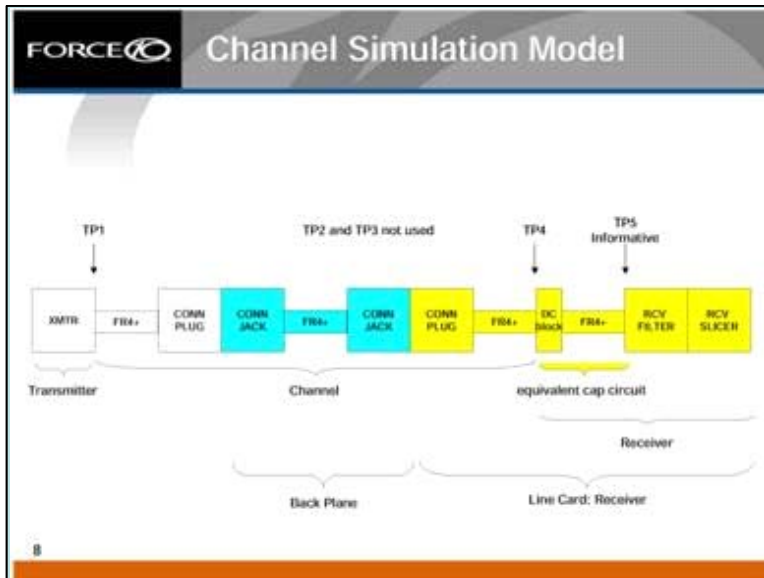 FORCE10
Channel Simulation Model
TP1
TP2 and TP3 not used
TP4
TP5
Informative
XMTR
FR4+
CONN
PLUG
CONN
JACK
FR4+
CONN
JACK
CONN
PLUG
FR4+
DC
block
FR4+
RCV
FILTER
RCV
SLICER
Transmitter
Channel
equivalent cap circuit
Receiver
Back Plane
Line Card: Receiver
8